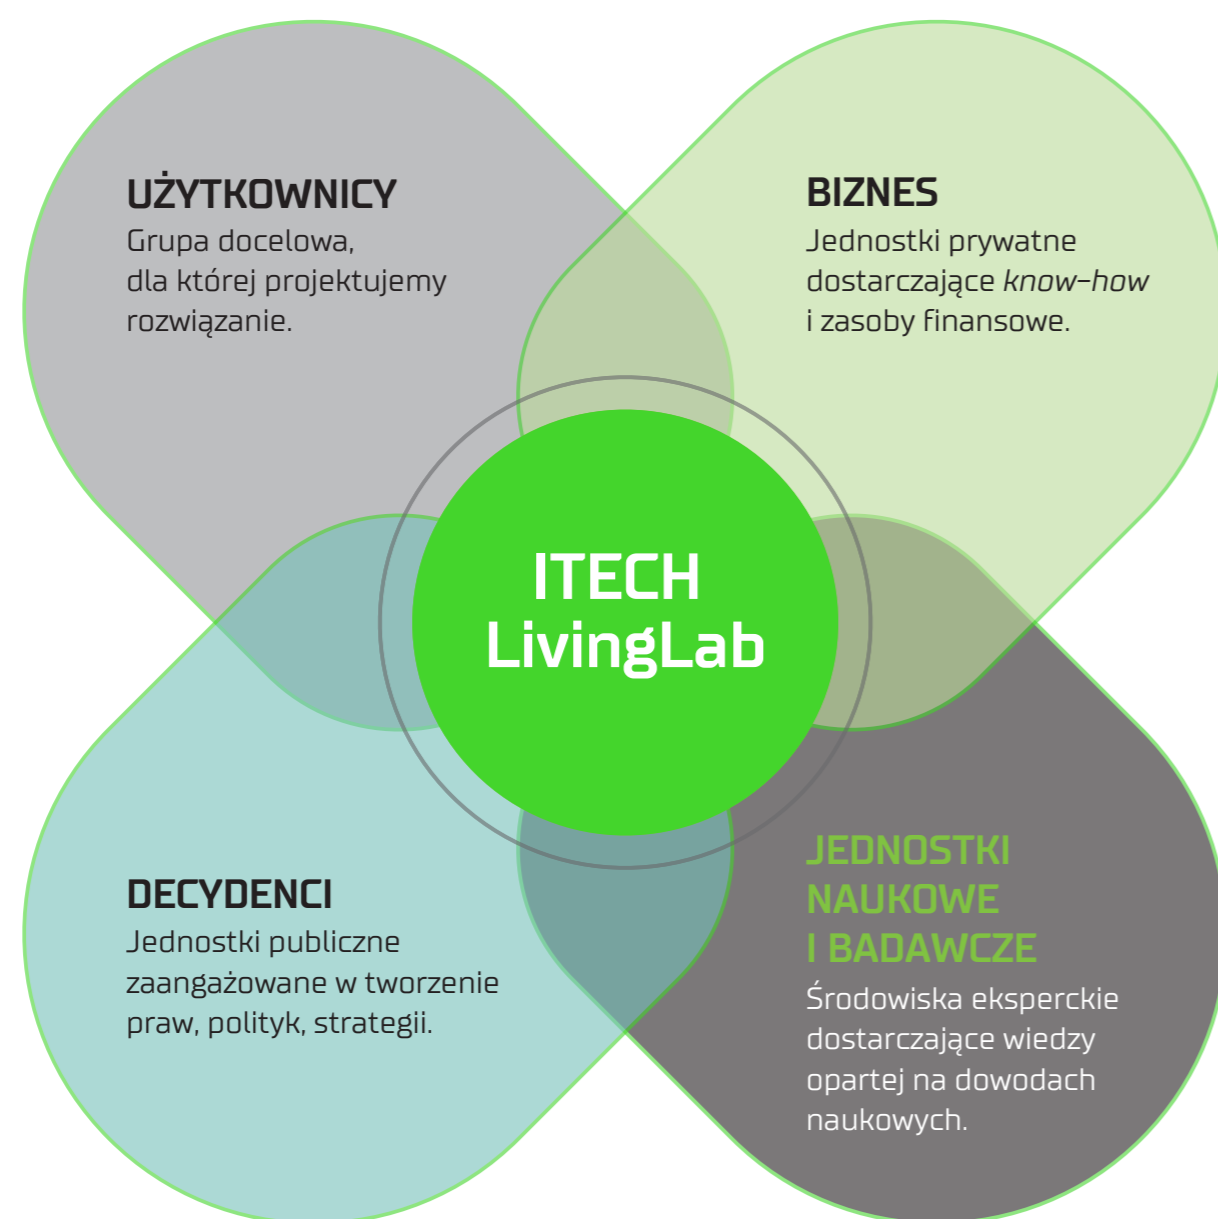 UŻYTKOWNICY
Grupa docelowa,
dla której projektujemy
rozwiązanie.
BIZNES
Jednostki prywatne
dostarczające know-how
i zasoby finansowe.
ITECH
LivingLab
DECYDENCI
Jednostki publiczne
zaangażowane w tworzenie
praw, polityk, strategii.
JEDNOSTKI
NAUKOWE
I BADAWCZE
Środowiska eksperckie
dostarczające wiedzy
opartej na dowodach
naukowych.